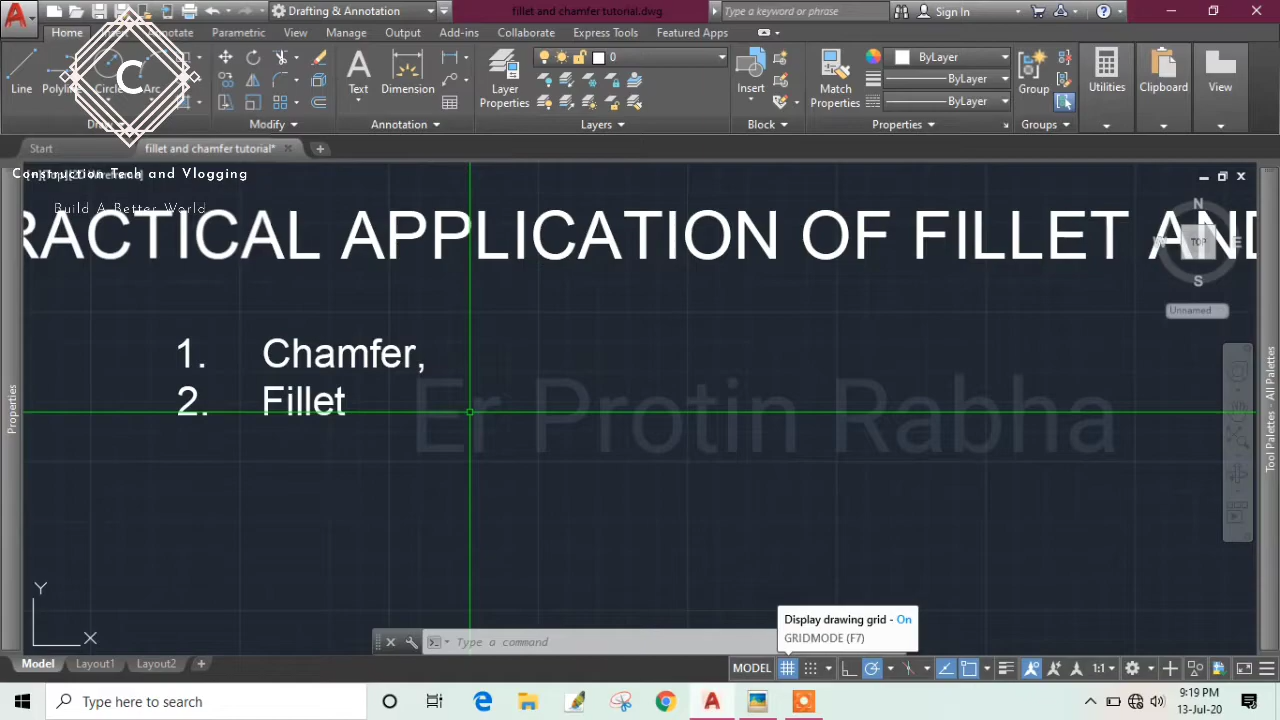 fillet and chamfer tutorial.dwg
Drafting & Annotation
Type a keyword or phrase
Sign In
Home
Annotate
Parametric
View
Manage
Output
Add-ins
Collaborate
Express Tools
Featured Apps
Line
Polyline
Arc
Text
Dimension
Layer Properties
0
Insert
Match Properties
ByLayer
ByLayer
ByLayer
Group
Utilities
Clipboard
View
Modify
Annotation
Layers
Block
Properties
Groups
C
Start
fillet and chamfer tutorial*
Construction Tech and Vlogging
Build A Better World
RACTICAL APPLICATION OF FILLET AND
1. Chamfer,
2. Fillet
Er Protin Rabha
N
E
S
TOP
Unnamed
Properties
Tool Palettes - All Palettes
Y
X
Display drawing grid - On
GRIDMODE (F7)
Type a command
Model
Layout1
Layout2
MODEL
1:1
Type here to search
9:19 PM
13-Jul-20